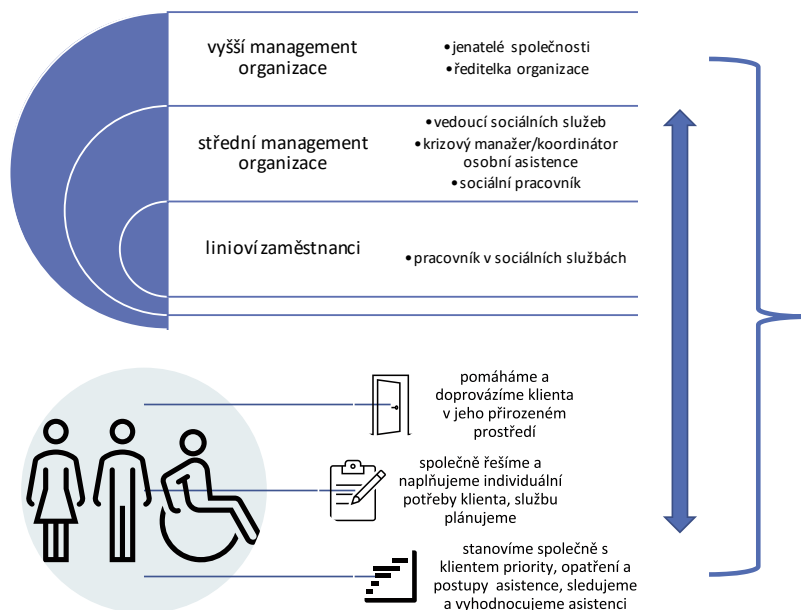 vyšší management
organizace
•jenatelé společnosti
•ředitelka organizace
střední management
organizace
•vedoucí sociálních služeb
•krizový manažer/koordinátor
osobní asistence
•sociální pracovník
linioví zaměstnanci
•pracovník v sociálních službách
pomáháme a
doprovázíme klienta
v jeho přirozeném
prostředí
společně řešíme a
naplňujeme individuální
potřeby klienta, službu
plánujeme
stanovíme společně s
klientem priority, opatření a
postupy asistence, sledujeme
a vyhodnocujeme asistenci